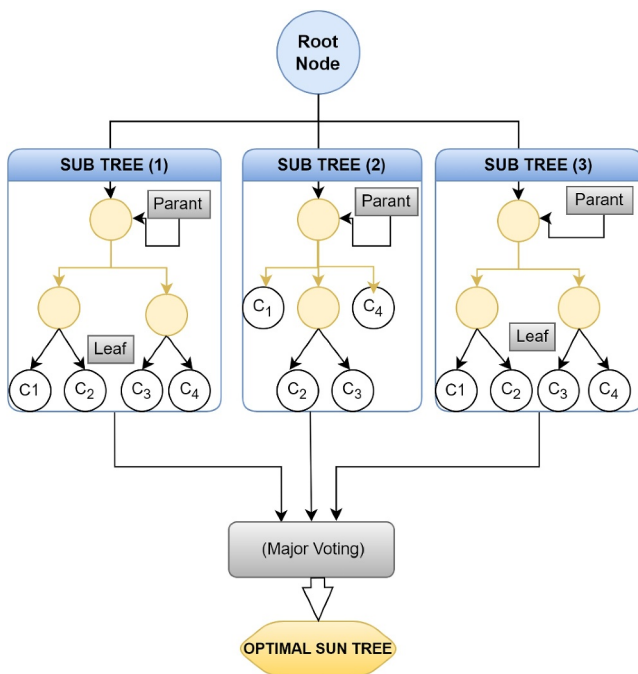 Root
Node
SUB TREE (1)
SUB TREE (2)
SUB TREE (3)
Parant
Parant
Parant
C₁
C₄
Leaf
Leaf
C1
C₂
C₃
C₄
C₂
C₃
C1
C₂
C₃
C₄
(Major Voting)
OPTIMAL SUN TREE